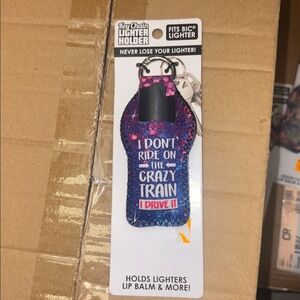 Key Chain
LIGHTER
HOLDER
FITS BIC®
LIGHTER
NEVER LOSE YOUR LIGHTER!
I DON'T
RIDE ON
THE
CRAZY
TRAIN
I DRIVE IT
HOLDS LIGHTERS
LIP BALM & MORE!